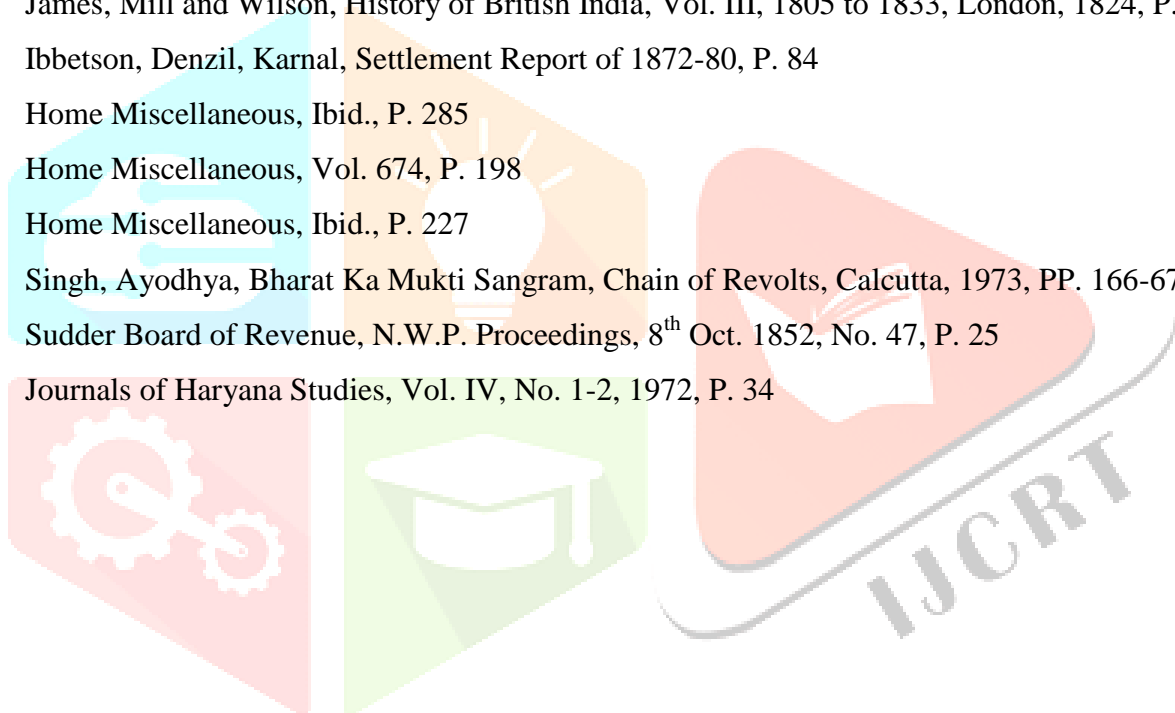 James, Mill and Wilson, History of British India, Vol. III, 1805 to 1833, London, 1824, P.
Ibbetson, Denzil, Karnal, Settlement Report of 1872-80, P. 84
Home Miscellaneous, Ibid., P. 285
Home Miscellaneous, Vol. 674, P. 198
Home Miscellaneous, Ibid., P. 227
Singh, Ayodhya, Bharat Ka Mukti Sangram, Chain of Revolts, Calcutta, 1973, PP. 166-67
Sudder Board of Revenue, N.W.P. Proceedings, 8th Oct. 1852, No. 47, P. 25
Journals of Haryana Studies, Vol. IV, No. 1-2, 1972, P. 34
IJCRT